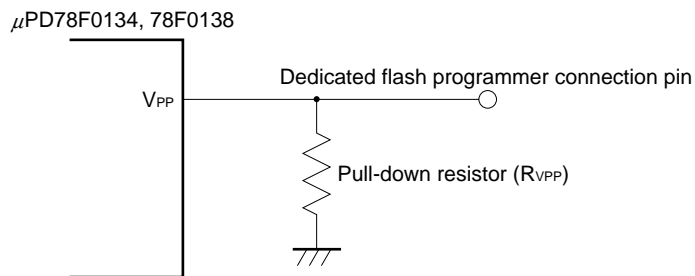 μPD78F0134, 78F0138
Dedicated flash programmer connection pin
VPP
Pull-down resistor (RVPP)